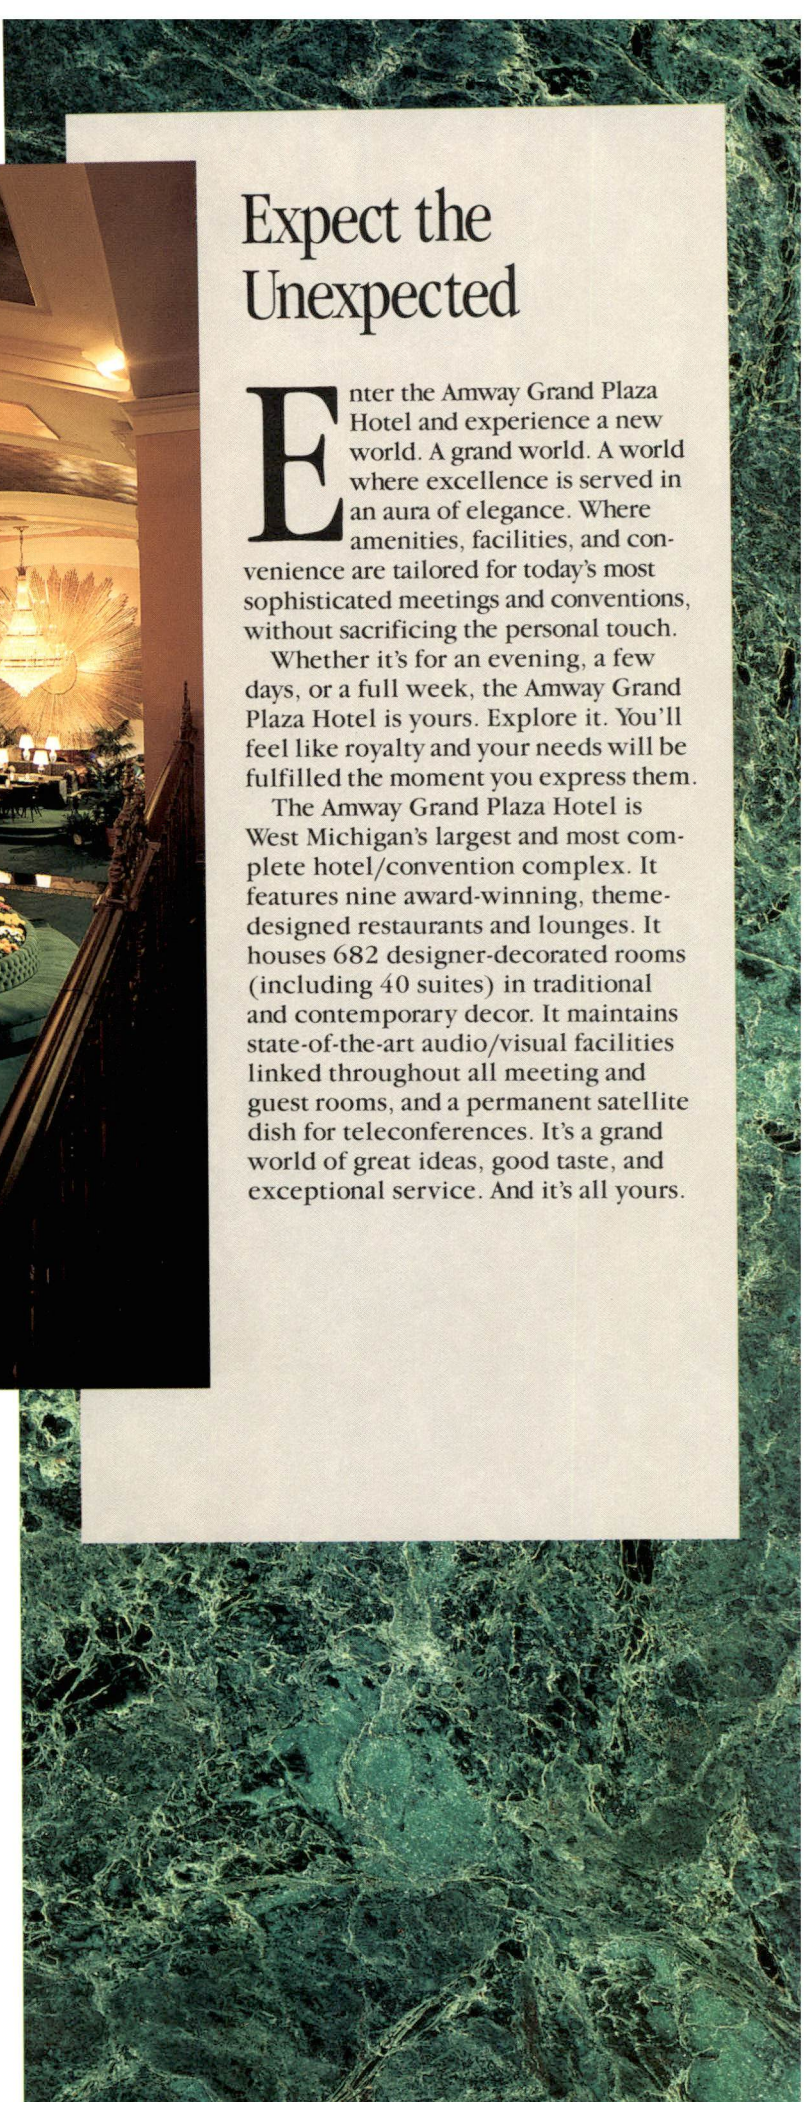 Expect the
Unexpected
Enter the Amway Grand Plaza
Hotel and experience a new
world. A grand world. A world
where excellence is served in
an aura of elegance. Where
amenities, facilities, and con-
venience are tailored for today's most
sophisticated meetings and conventions,
without sacrificing the personal touch.
Whether it's for an evening, a few
days, or a full week, the Amway Grand
Plaza Hotel is yours. Explore it. You'll
feel like royalty and your needs will be
fulfilled the moment you express them.
The Amway Grand Plaza Hotel is
West Michigan's largest and most com-
plete hotel/convention complex. It
features nine award-winning, theme-
designed restaurants and lounges. It
houses 682 designer-decorated rooms
(including 40 suites) in traditional
and contemporary decor. It maintains
state-of-the-art audio/visual facilities
linked throughout all meeting and
guest rooms, and a permanent satellite
dish for teleconferences. It's a grand
world of great ideas, good taste, and
exceptional service. And it's all yours.